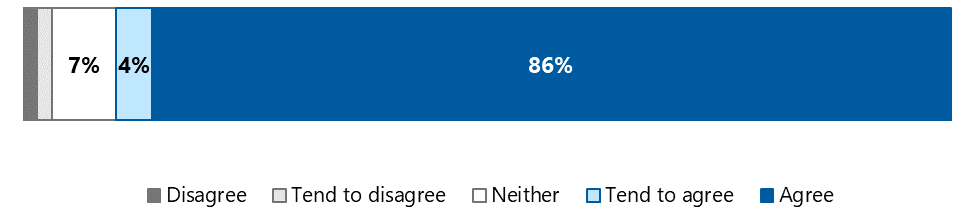 7% 4% 86%
Disagree Tend to disagree Neither Tend to agree Agree